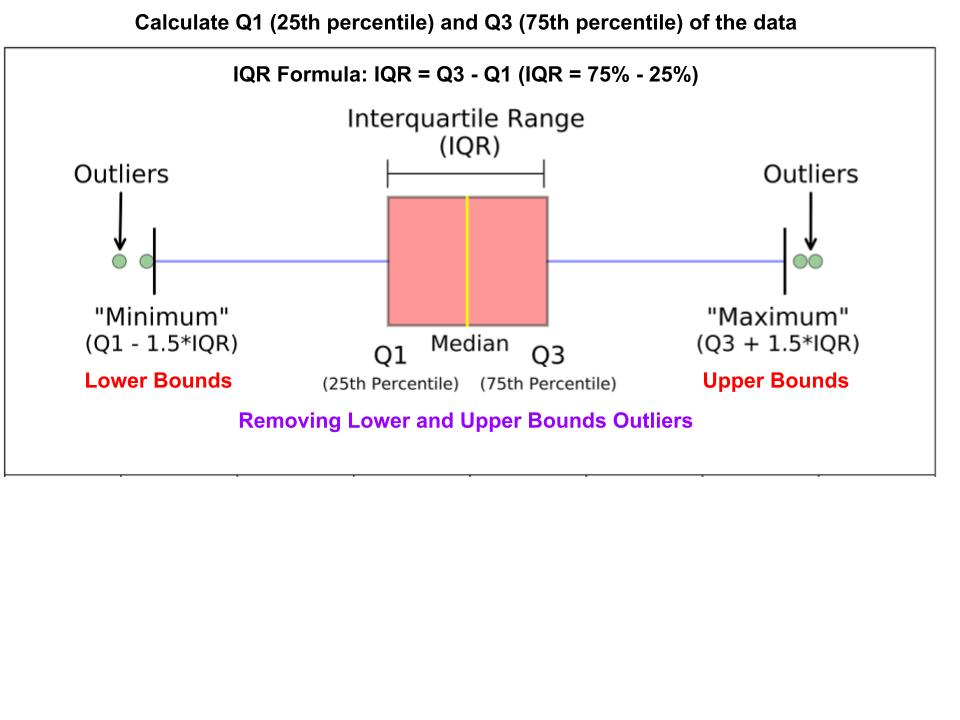 Calculate Q1 (25th percentile) and Q3 (75th percentile) of the data
IQR Formula: IQR = Q3 - Q1 (IQR = 75% - 25%)
Interquartile Range
(IQR)
Outliers
Outliers
"Minimum"
(Q1 - 1.5*IQR)
Lower Bounds
Q1
(25th Percentile)
Median
Q3
(75th Percentile)
"Maximum"
(Q3 + 1.5*IQR)
Upper Bounds
Removing Lower and Upper Bounds Outliers